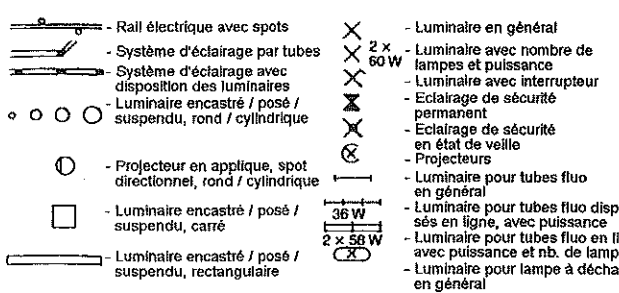 - Rail électrique avec spots
- Système d'éclairage par tubes
- Système d'éclairage avec
disposition des luminaires
- Luminaire encastré / posé /
suspendu, rond / cylindrique
- Projecteur en applique, spot
directionnel, rond / cylindrique
- Luminaire encastré / posé /
suspendu, carré
- Luminaire encastré / posé /
suspendu, rectangulaire
- Luminaire en général
2 x
60 W
- Luminaire avec nombre de
lampes et puissance
- Luminaire avec interrupteur
- Eclairage de sécurité
permanent
- Eclairage de sécurité
en état de veille
- Projecteurs
- Luminaire pour tubes fluo
en général
36 W
- Luminaire pour tubes fluo disp
sés en ligne, avec puissance
2 x 58 W
- Luminaire pour tubes fluo en li
avec puissance et nb. de lamp
- Luminaire pour lampe à décha
en général